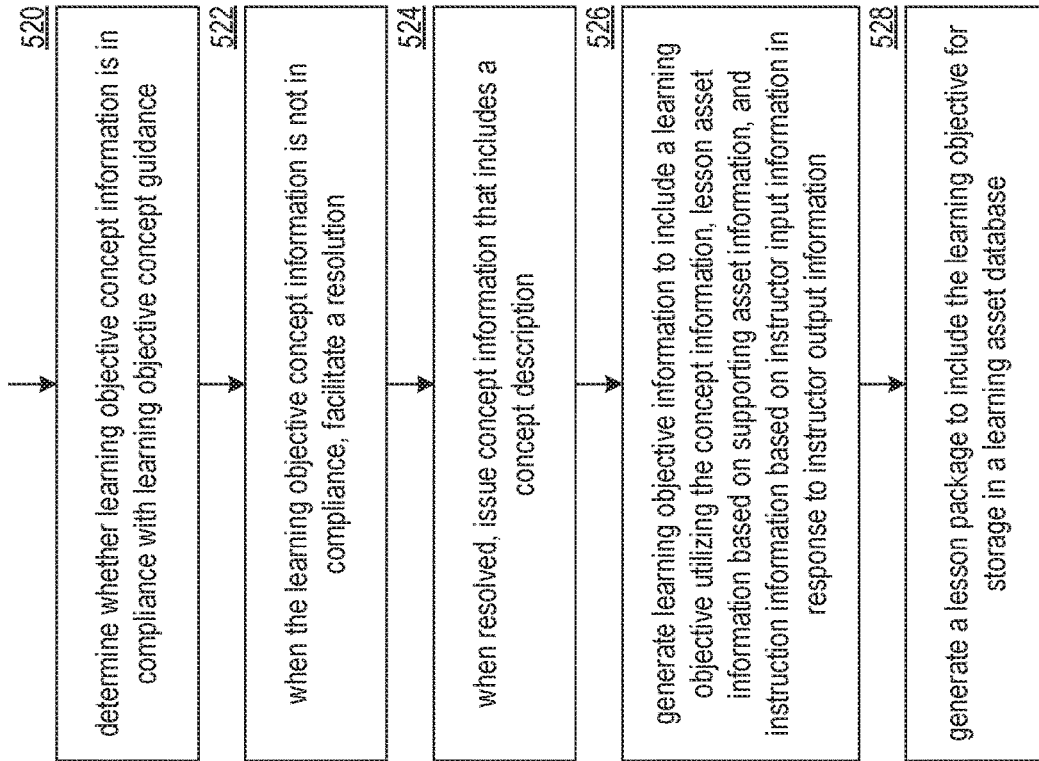 520
determine whether learning objective concept information is in
compliance with learning objective concept guidance
522
when the learning objective concept information is not in
compliance, facilitate a resolution
524
when resolved, issue concept information that includes a
concept description
526
generate learning objective information to include a learning
objective utilizing the concept information, lesson asset
information based on supporting asset information, and
instruction information based on instructor input information in
response to instructor output information
528
generate a lesson package to include the learning objective for
storage in a learning asset database